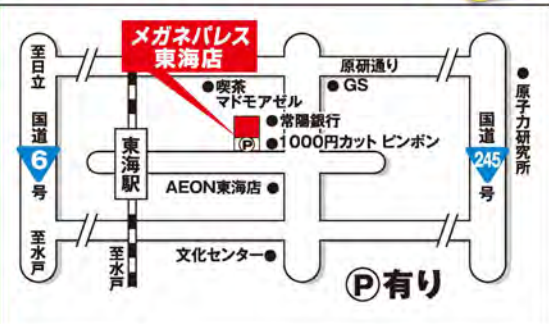 メガネパレス
東海店
至日立
国道
6
号
至水戸
原研通り
GS
喫茶
マドモアゼル
常陽銀行
P
1000円カット ピンポン
東海駅
至水戸
AEON東海店
文化センター
国道
245
号
原子力研究所
P有り